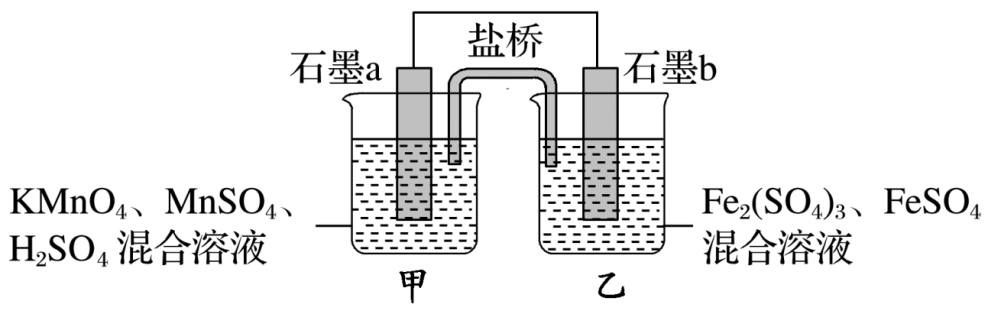 盐桥
石墨a
石墨b
KMnO₄、MnSO₄、
H₂SO₄ 混合溶液
Fe₂(SO₄)₃、FeSO₄
混合溶液
甲
乙